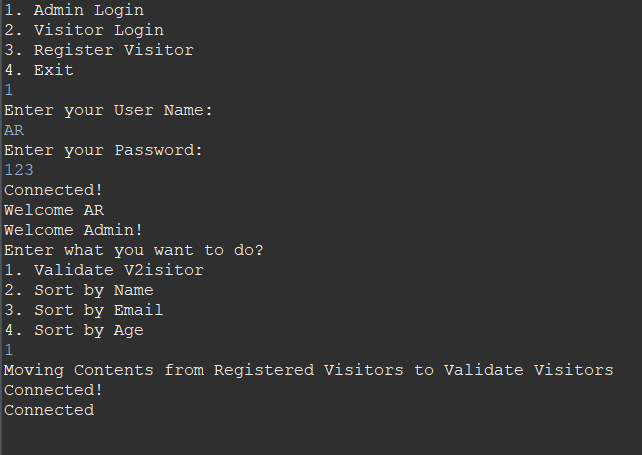 1. Admin Login
2. Visitor Login
3. Register Visitor
4. Exit
1
Enter your User Name:
AR
Enter your Password:
123
Connected!
Welcome AR
Welcome Admin!
Enter what you want to do?
1. Validate V2isitor
2. Sort by Name
3. Sort by Email
4. Sort by Age
1
Moving Contents from Registered Visitors to Validate Visitors
Connected!
Connected